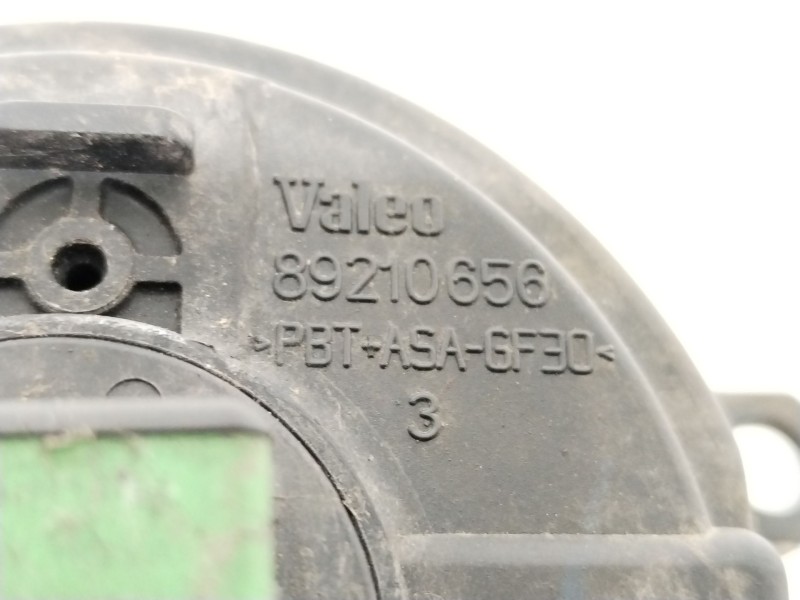 Valeo
89210656
>PBT+ASA-GF30<
3